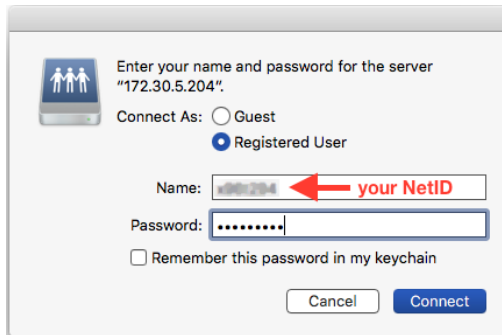 Enter your name and password for the server
“172.30.5.204”.
Connect As: Guest
Registered User
Name: your NetID
Password: •••••••••
Remember this password in my keychain
Cancel Connect